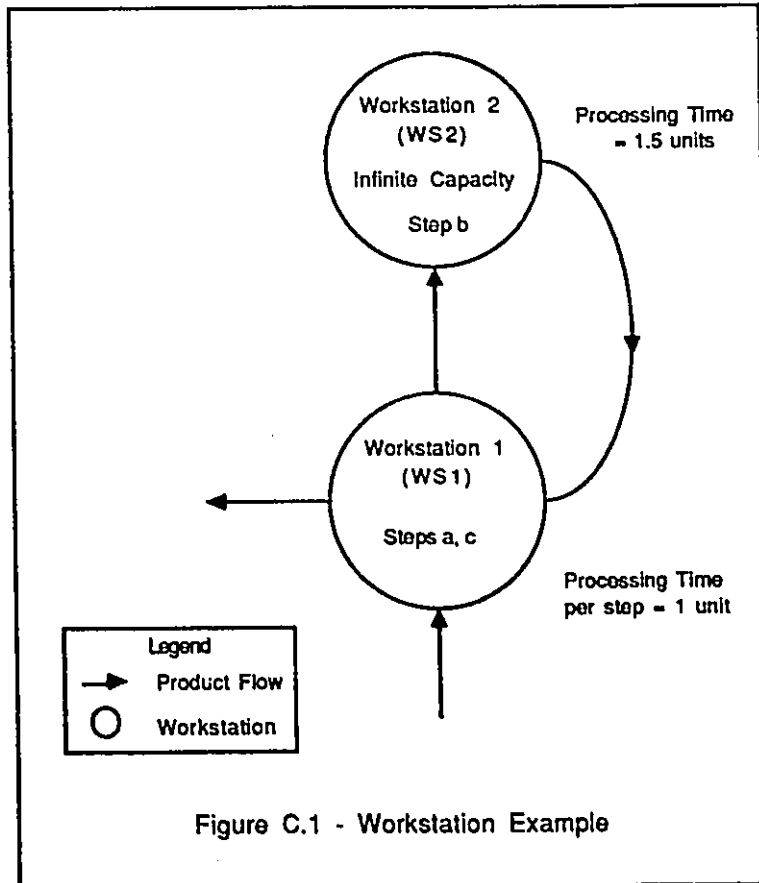 Workstation 2
(WS2)
Infinite Capacity
Step b
Processing Time
= 1.5 units
Workstation 1
(WS1)
Steps a, c
Processing Time
per step = 1 unit
Legend
Product Flow
Workstation
Figure C.1 - Workstation Example